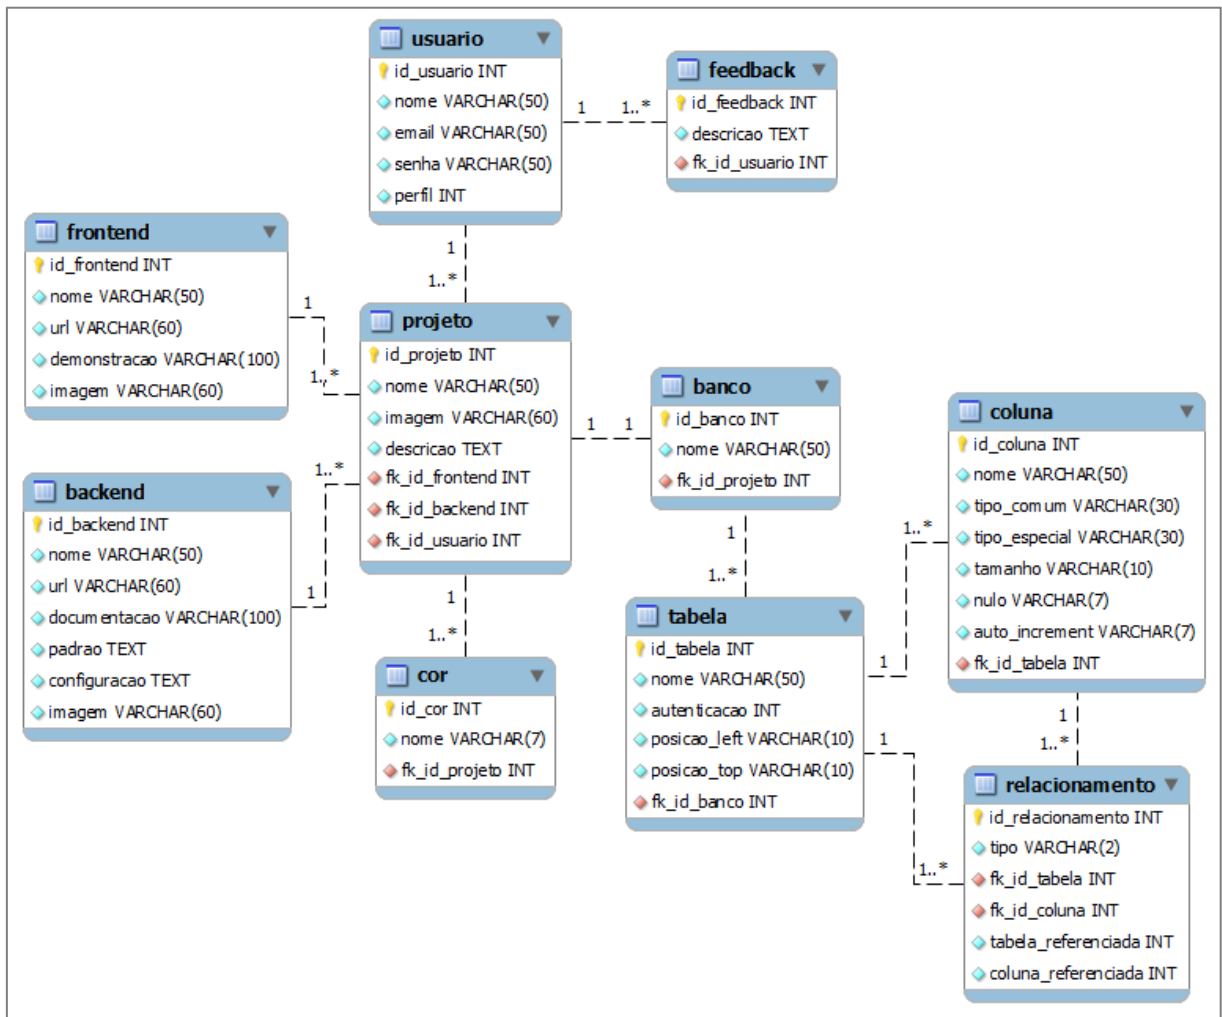 usuario
id_usuario INT
nome VARCHAR(50)
email VARCHAR(50)
senha VARCHAR(50)
perfil INT
1
1..*
feedback
id_feedback INT
descricao TEXT
fk_id_usuario INT
1
1..*
frontend
id_frontend INT
nome VARCHAR(50)
url VARCHAR(60)
demonstracao VARCHAR(100)
imagem VARCHAR(60)
1
1..*
projeto
id_projeto INT
nome VARCHAR(50)
imagem VARCHAR(60)
descricao TEXT
fk_id_frontend INT
fk_id_backend INT
fk_id_usuario INT
1
1
banco
id_banco INT
nome VARCHAR(50)
fk_id_projeto INT
coluna
id_coluna INT
nome VARCHAR(50)
tipo_comum VARCHAR(30)
tipo_especial VARCHAR(30)
tamanho VARCHAR(10)
nulo VARCHAR(7)
auto_increment VARCHAR(7)
fk_id_tabela INT
backend
id_backend INT
nome VARCHAR(50)
url VARCHAR(60)
documentacao VARCHAR(100)
padrao TEXT
configuracao TEXT
imagem VARCHAR(60)
1..*
1
1
1..*
cor
id_cor INT
nome VARCHAR(7)
fk_id_projeto INT
1
1..*
tabela
id_tabela INT
nome VARCHAR(50)
autenticacao INT
posicao_left VARCHAR(10)
posicao_top VARCHAR(10)
fk_id_banco INT
1..*
1
1
1..*
1
1..*
relacionamento
id_relacionamento INT
tipo VARCHAR(2)
fk_id_tabela INT
fk_id_coluna INT
tabela_referenciada INT
coluna_referenciada INT